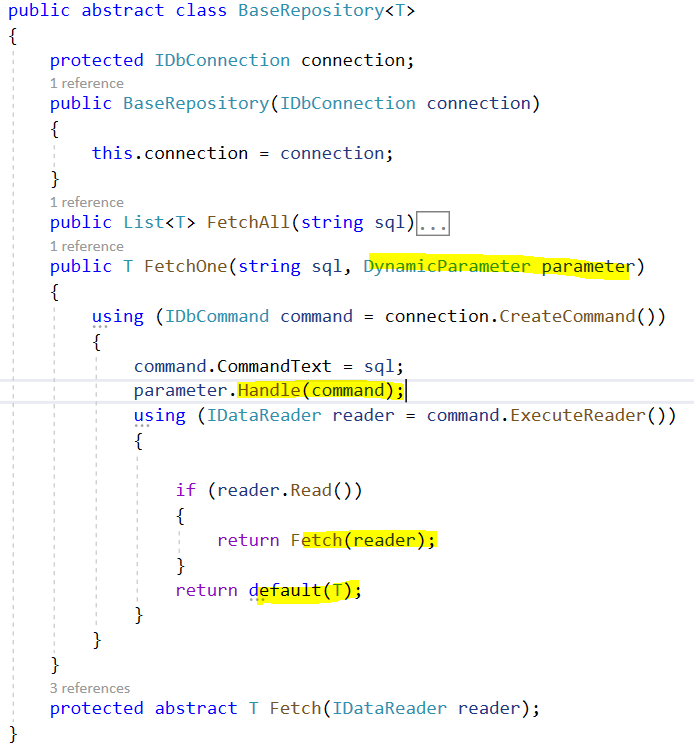 public abstract class BaseRepository<T>
{
protected IDbConnection connection;
1 reference
public BaseRepository(IDbConnection connection)
{
this.connection = connection;
}
1 reference
public List<T> FetchAll(string sql)...
1 reference
public T FetchOne(string sql, DynamicParameter parameter)
{
using (IDbCommand command = connection.CreateCommand())
{
command.CommandText = sql;
parameter.Handle(command);
using (IDataReader reader = command.ExecuteReader())
{
if (reader.Read())
{
return Fetch(reader);
}
return default(T);
}
}
}
3 references
protected abstract T Fetch(IDataReader reader);
}